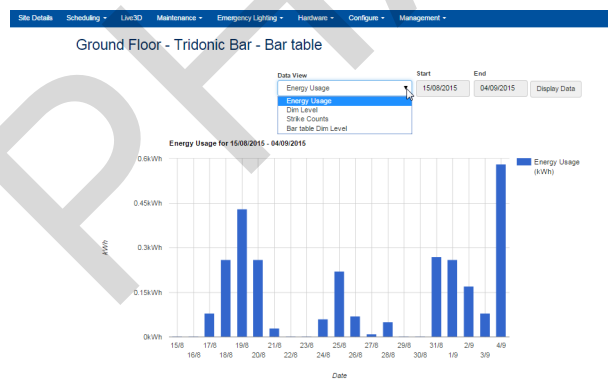 Site Details Scheduling Live3D Maintenance Emergency Lighting Hardware Configure Management
Ground Floor - Tridonic Bar - Bar table
Data View Start End
Energy Usage 15/08/2015 04/09/2015 Display Data
Energy Usage
Dim Level
Strike Counts
Bar table Dim Level
Energy Usage for 15/08/2015 - 04/09/2015
Energy Usage
(kWh)
0.6kWh
0.45kWh
0.3kWh
0.15kWh
0kWh
kWh
15/8 17/8 19/8 21/8 23/8 25/8 27/8 29/8 31/8 2/9 4/9
16/8 18/8 20/8 22/8 24/8 26/8 28/8 30/8 1/9 3/9
Date